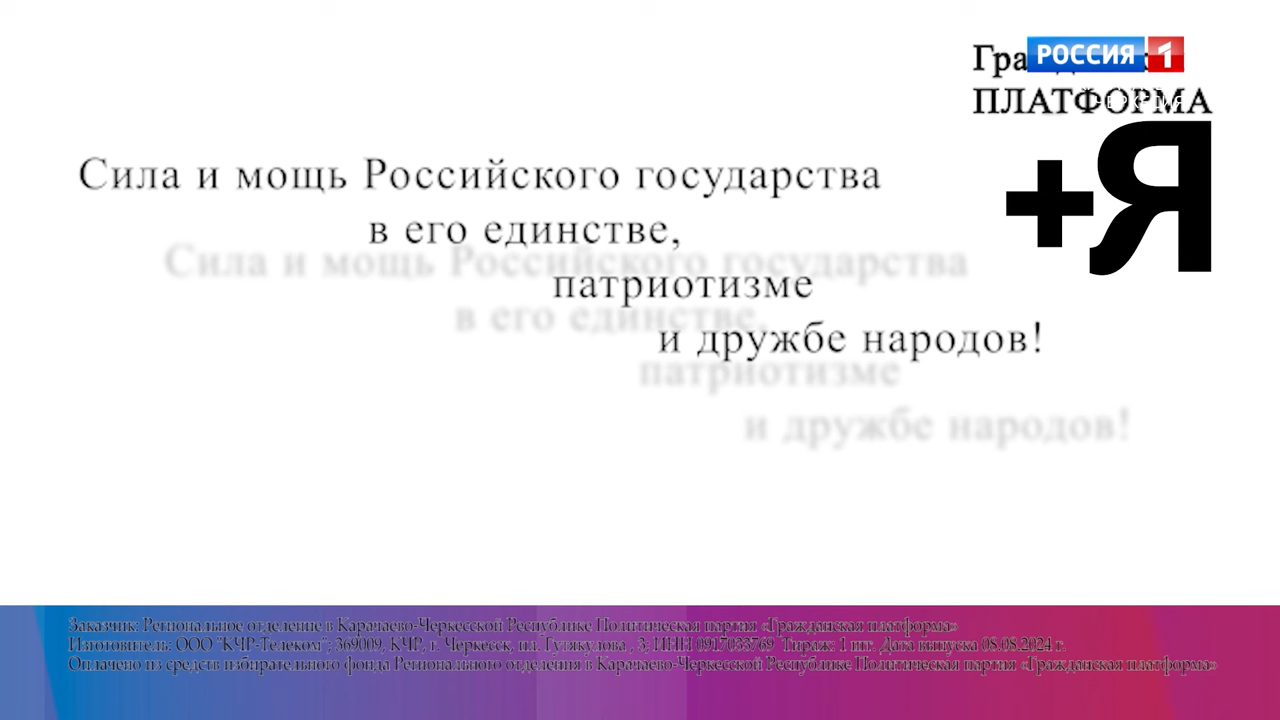 РОССИЯ 1
ПЛАТФОРМА
+Я
Сила и мощь Российского государства
в его единстве,
патриотизме
и дружбе народов!
Сила и мощь Российского государства
в его единстве,
патриотизме
и дружбе народов!
Заказчик: Региональное отделение в Карачаево-Черкесской Республике Политическая партия «Гражданская платформа»
Изготовитель: ООО "КЧР-Телеком"; 369009, КЧР, г. Черкесск, пл. Гутякулова , 3; ИНН 0917033769 Тираж: 1 шт. Дата выпуска 08.08.2024 г.
Оплачено из средств избирательного фонда Регионального отделения в Карачаево-Черкесской Республике Политическая партия «Гражданская платформа»